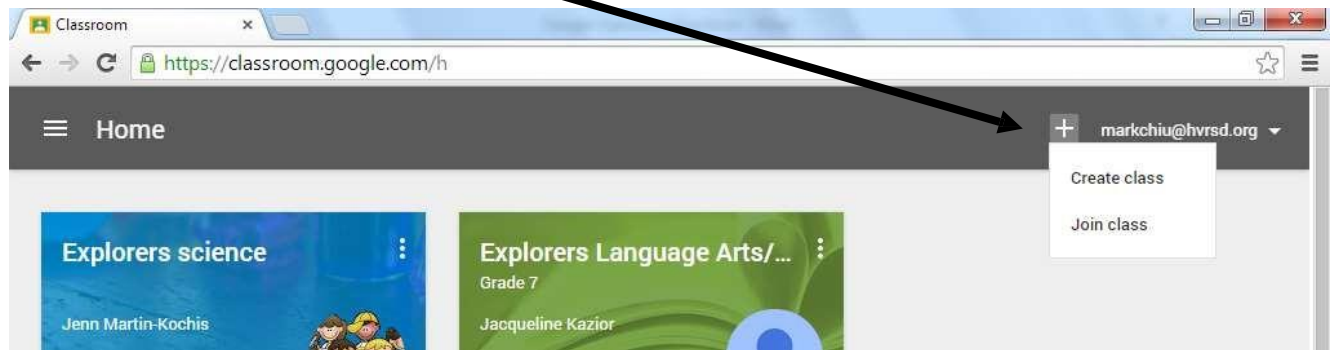 Classroom
https://classroom.google.com/h
Home
markchiu@hvrsd.org
Create class
Join class
Explorers science
Jenn Martin-Kochis
Explorers Language Arts/...
Grade 7
Jacqueline Kazior